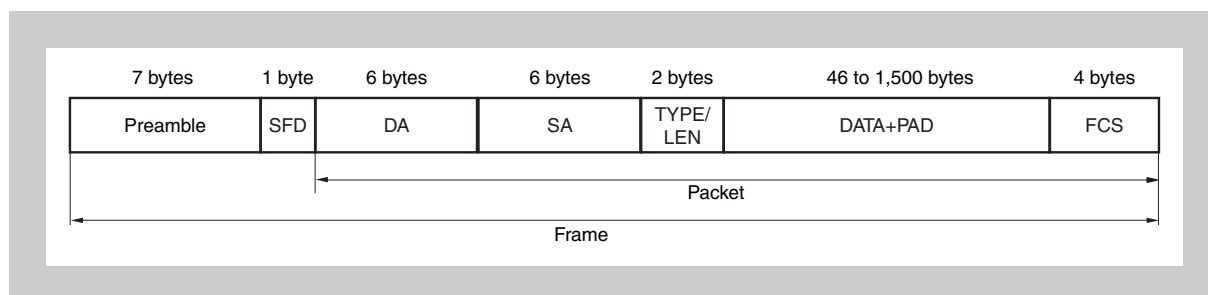 7 bytes 1 byte 6 bytes 6 bytes 2 bytes 46 to 1,500 bytes 4 bytes
Preamble SFD DA SA TYPE/
LEN DATA+PAD FCS
Packet
Frame